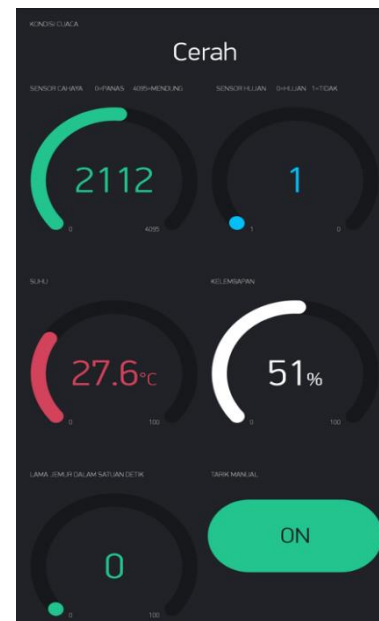 KONDISI CUACA
Cerah
SENSOR CAHAYA 0=PANAS 4095=MENDUNG
SENSOR HUJAN 0=HUJAN 1=TIDAK
2112
0 4095
1
1 0
SUHU
KELEMBAPAN
27.6°C
0 100
51%
0 100
LAMA JEMUR DALAM SATUAN DETIK
TARIK MANUAL
0
0 100
ON